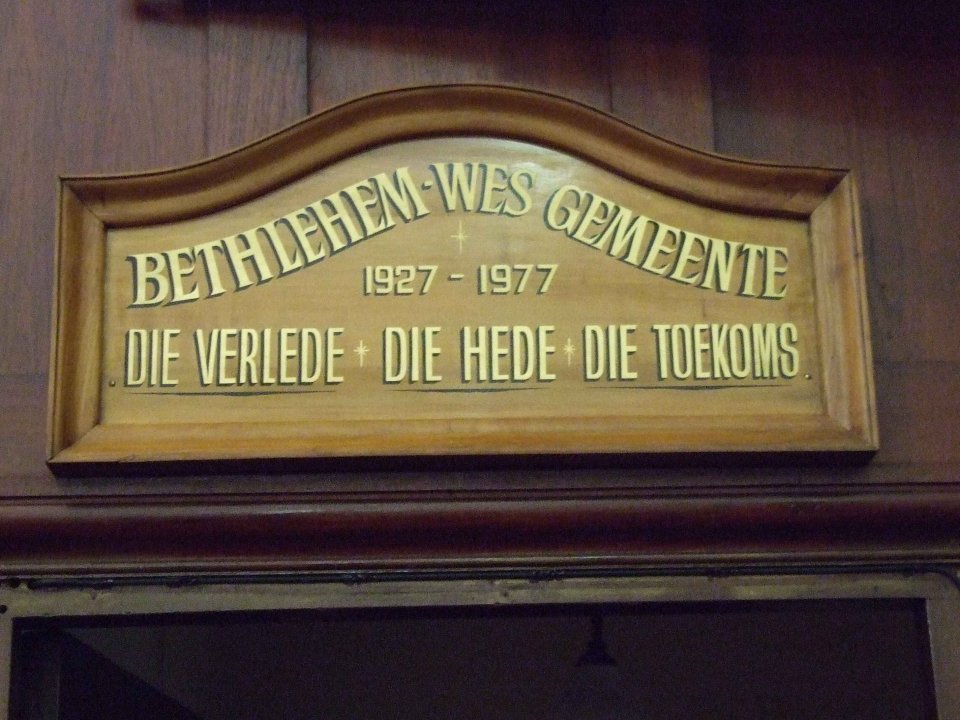 BETHLEHEM-WES GEMEENTE
1927 - 1977
DIE VERLEDE + DIE HEDE + DIE TOEKOMS